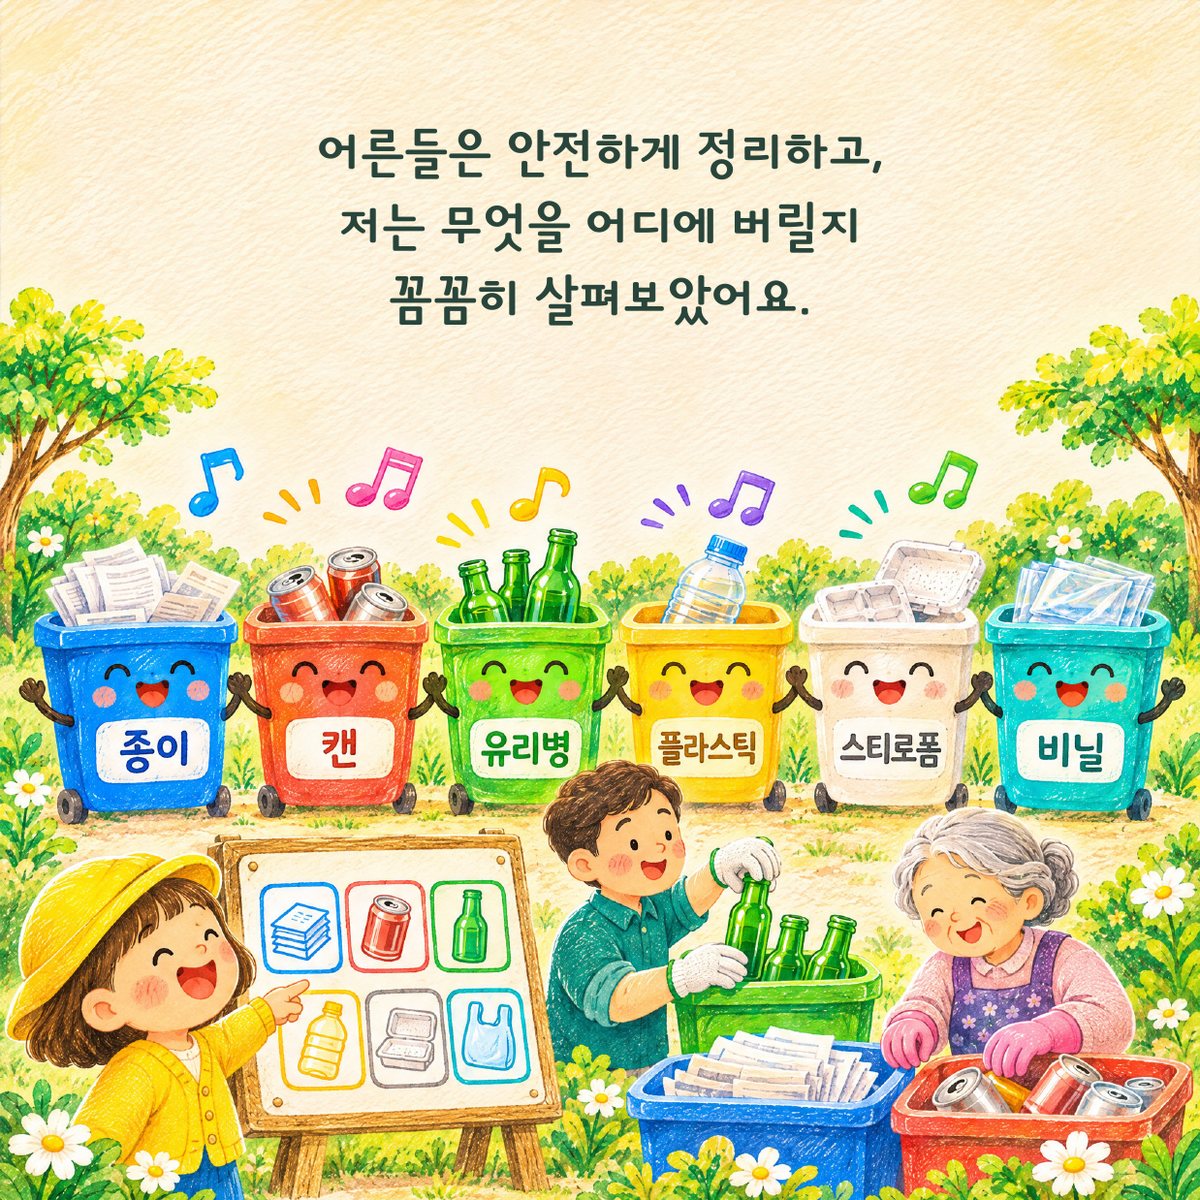 어른들은 안전하게 정리하고,
저는 무엇을 어디에 버릴지
꼼꼼히 살펴보았어요.
종이
캔
유리병
플라스틱
스티로폼
비닐